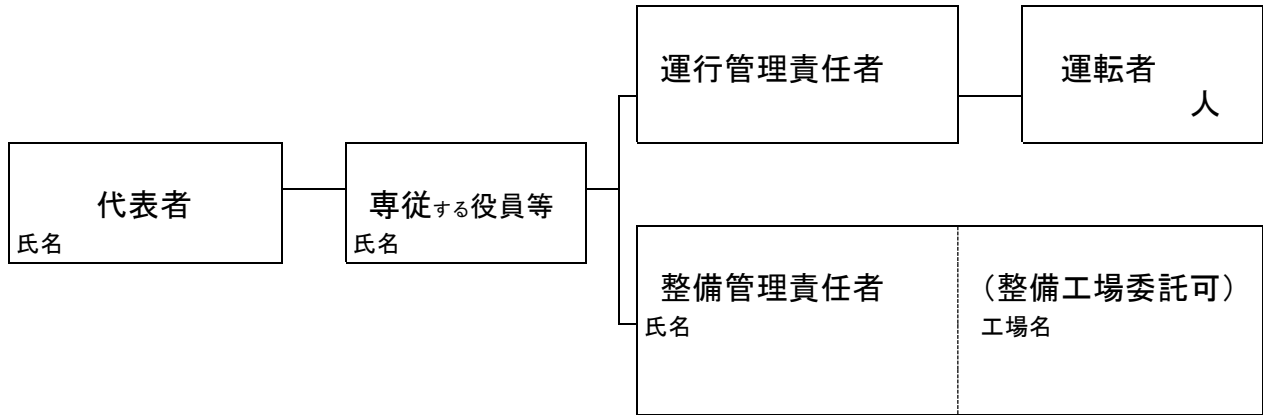 運行管理責任者
運転者
人
代表者
氏名
専従する役員等
氏名
整備管理責任者
氏名
（整備工場委託可）
工場名